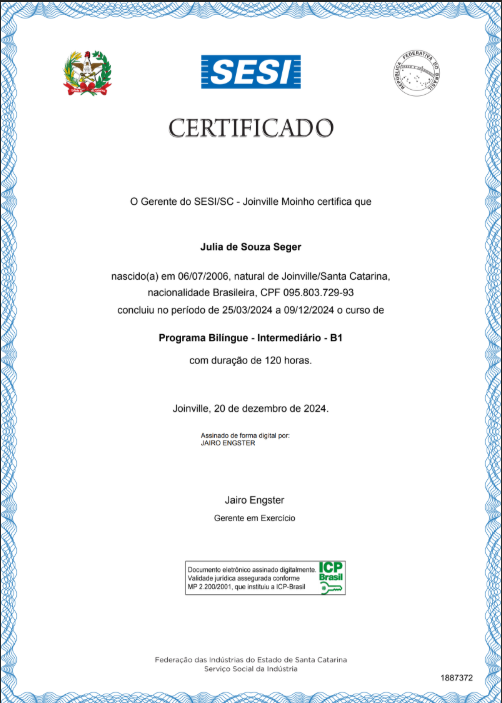 SESI
REPÚBLICA FEDERATIVA DO BRASIL
CERTIFICADO
O Gerente do SESI/SC - Joinville Moinho certifica que
Julia de Souza Seger
nascido(a) em 06/07/2006, natural de Joinville/Santa Catarina,
nacionalidade Brasileira, CPF 095.803.729-93
concluiu no período de 25/03/2024 a 09/12/2024 o curso de
Programa Bilíngue - Intermediário - B1
com duração de 120 horas.
Joinville, 20 de dezembro de 2024.
Assinado de forma digital por:
JAIRO ENGSTER
Jairo Engster
Gerente em Exercício
Documento eletrônico assinado digitalmente.
Validade jurídica assegurada conforme
MP 2.200/2001, que instituiu a ICP-Brasil
ICP
Brasil
Federação das Indústrias do Estado de Santa Catarina
Serviço Social da Indústria
1887372